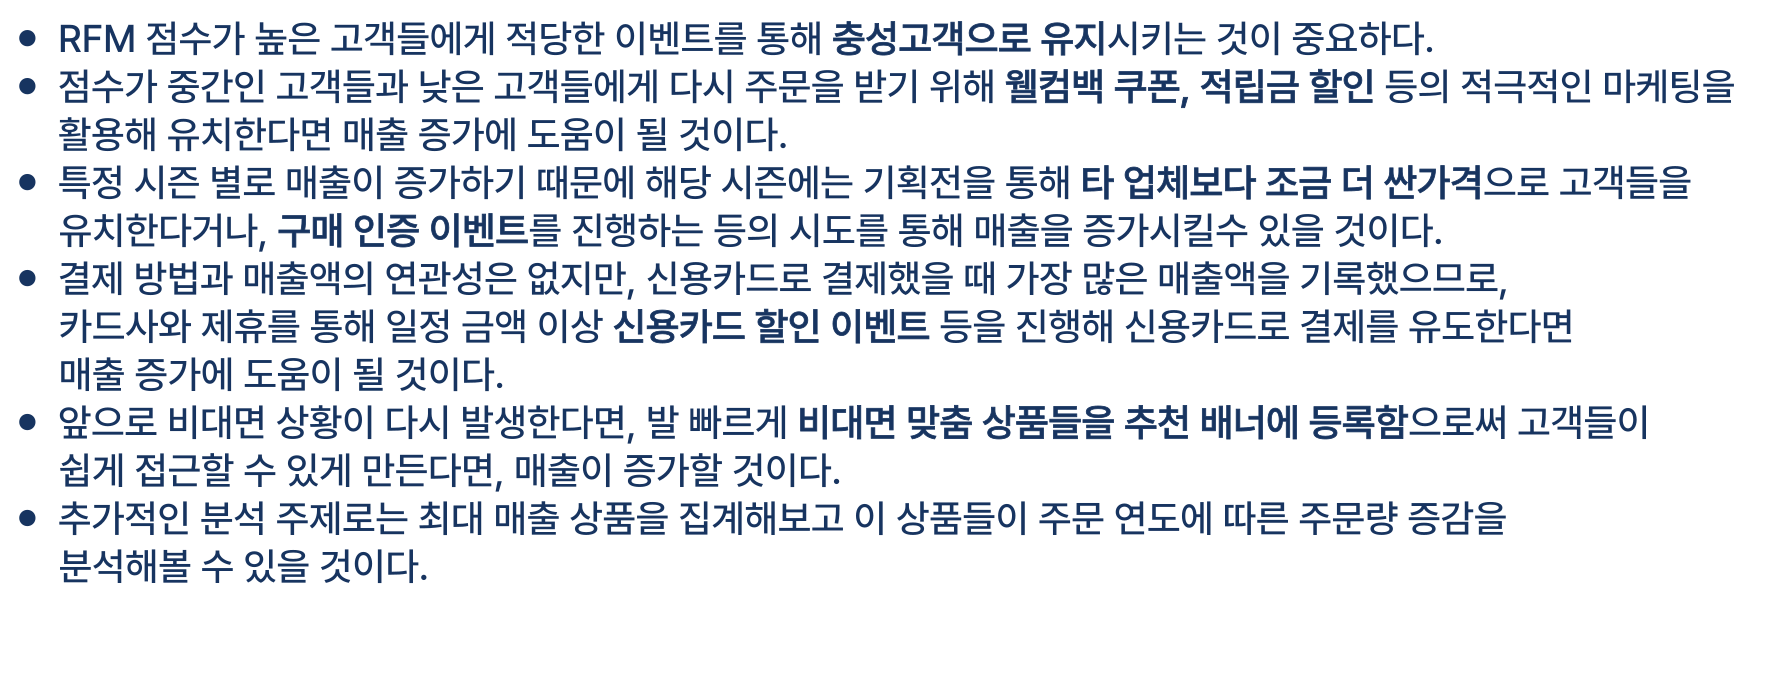 • RFM 점수가 높은 고객들에게 적당한 이벤트를 통해 충성고객으로 유지시키는 것이 중요하다.
• 점수가 중간인 고객들과 낮은 고객들에게 다시 주문을 받기 위해 웰컴백 쿠폰, 적립금 할인 등의 적극적인 마케팅을
활용해 유치한다면 매출 증가에 도움이 될 것이다.
• 특정 시즌 별로 매출이 증가하기 때문에 해당 시즌에는 기획전을 통해 타 업체보다 조금 더 싼가격으로 고객들을
유치한다거나, 구매 인증 이벤트를 진행하는 등의 시도를 통해 매출을 증가시킬수 있을 것이다.
• 결제 방법과 매출액의 연관성은 없지만, 신용카드로 결제했을 때 가장 많은 매출액을 기록했으므로,
카드사와 제휴를 통해 일정 금액 이상 신용카드 할인 이벤트 등을 진행해 신용카드로 결제를 유도한다면
매출 증가에 도움이 될 것이다.
• 앞으로 비대면 상황이 다시 발생한다면, 발 빠르게 비대면 맞춤 상품들을 추천 배너에 등록함으로써 고객들이
쉽게 접근할 수 있게 만든다면, 매출이 증가할 것이다.
• 추가적인 분석 주제로는 최대 매출 상품을 집계해보고 이 상품들이 주문 연도에 따른 주문량 증감을
분석해볼 수 있을 것이다.